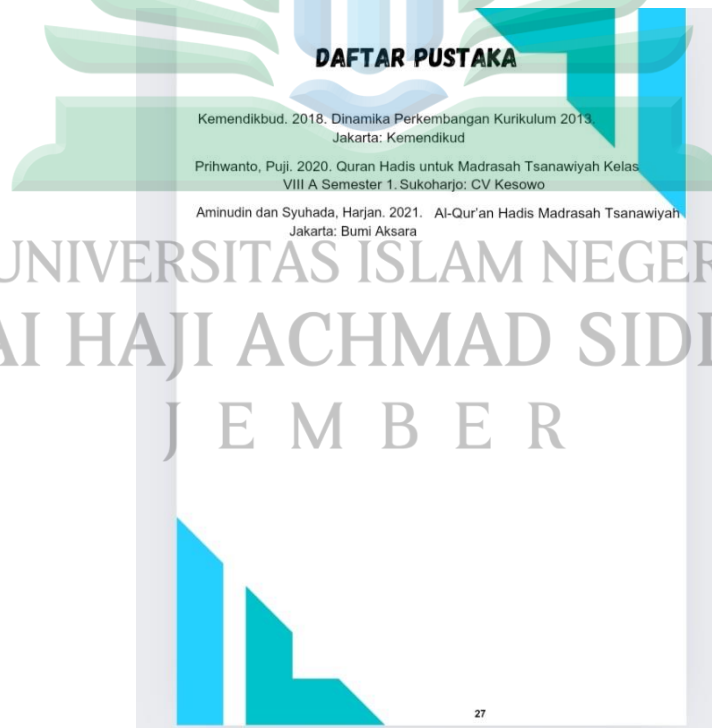 DAFTAR PUSTAKA
Kemendikbud. 2018. Dinamika Perkembangan Kurikulum 2013.
Jakarta: Kemendikud
Prihwanto, Puji. 2020. Quran Hadis untuk Madrasah Tsanawiyah Kelas
VIII A Semester 1. Sukoharjo: CV Kesowo
Aminudin dan Syuhada, Harjan. 2021. Al-Qur'an Hadis Madrasah Tsanawiyah
Jakarta: Bumi Aksara
UNIVERSITAS ISLAM NEGER
AI HAJI ACHMAD SIDI
JEMBER
27